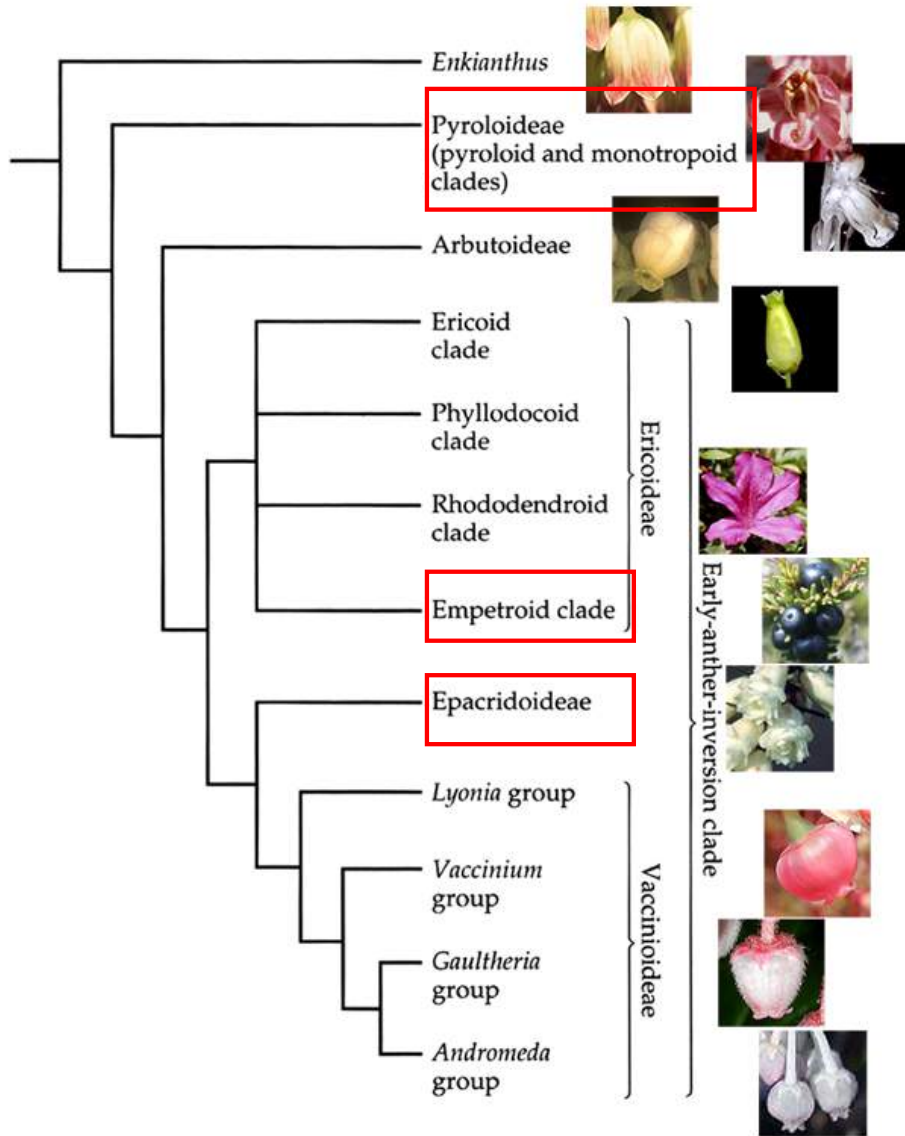 Enkianthus
Pyroloideae
(pyroloid and monotropoid
clades)
Arbutoideae
Ericoid
clade
Phyllodocoid
clade
Rhododendroid
clade
Empetroid clade
Epacridoideae
Lyonia group
Vaccinium
group
Gaultheria
group
Andromeda
group
Ericoideae
Vaccinioideae
Early-anther-inversion clade